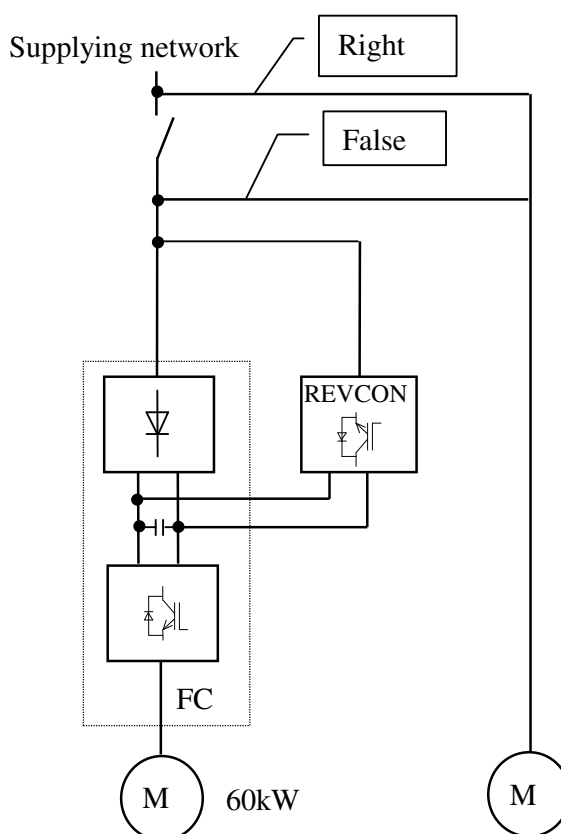 Supplying network
Right
False
REVCON
FC
M
60kW
M